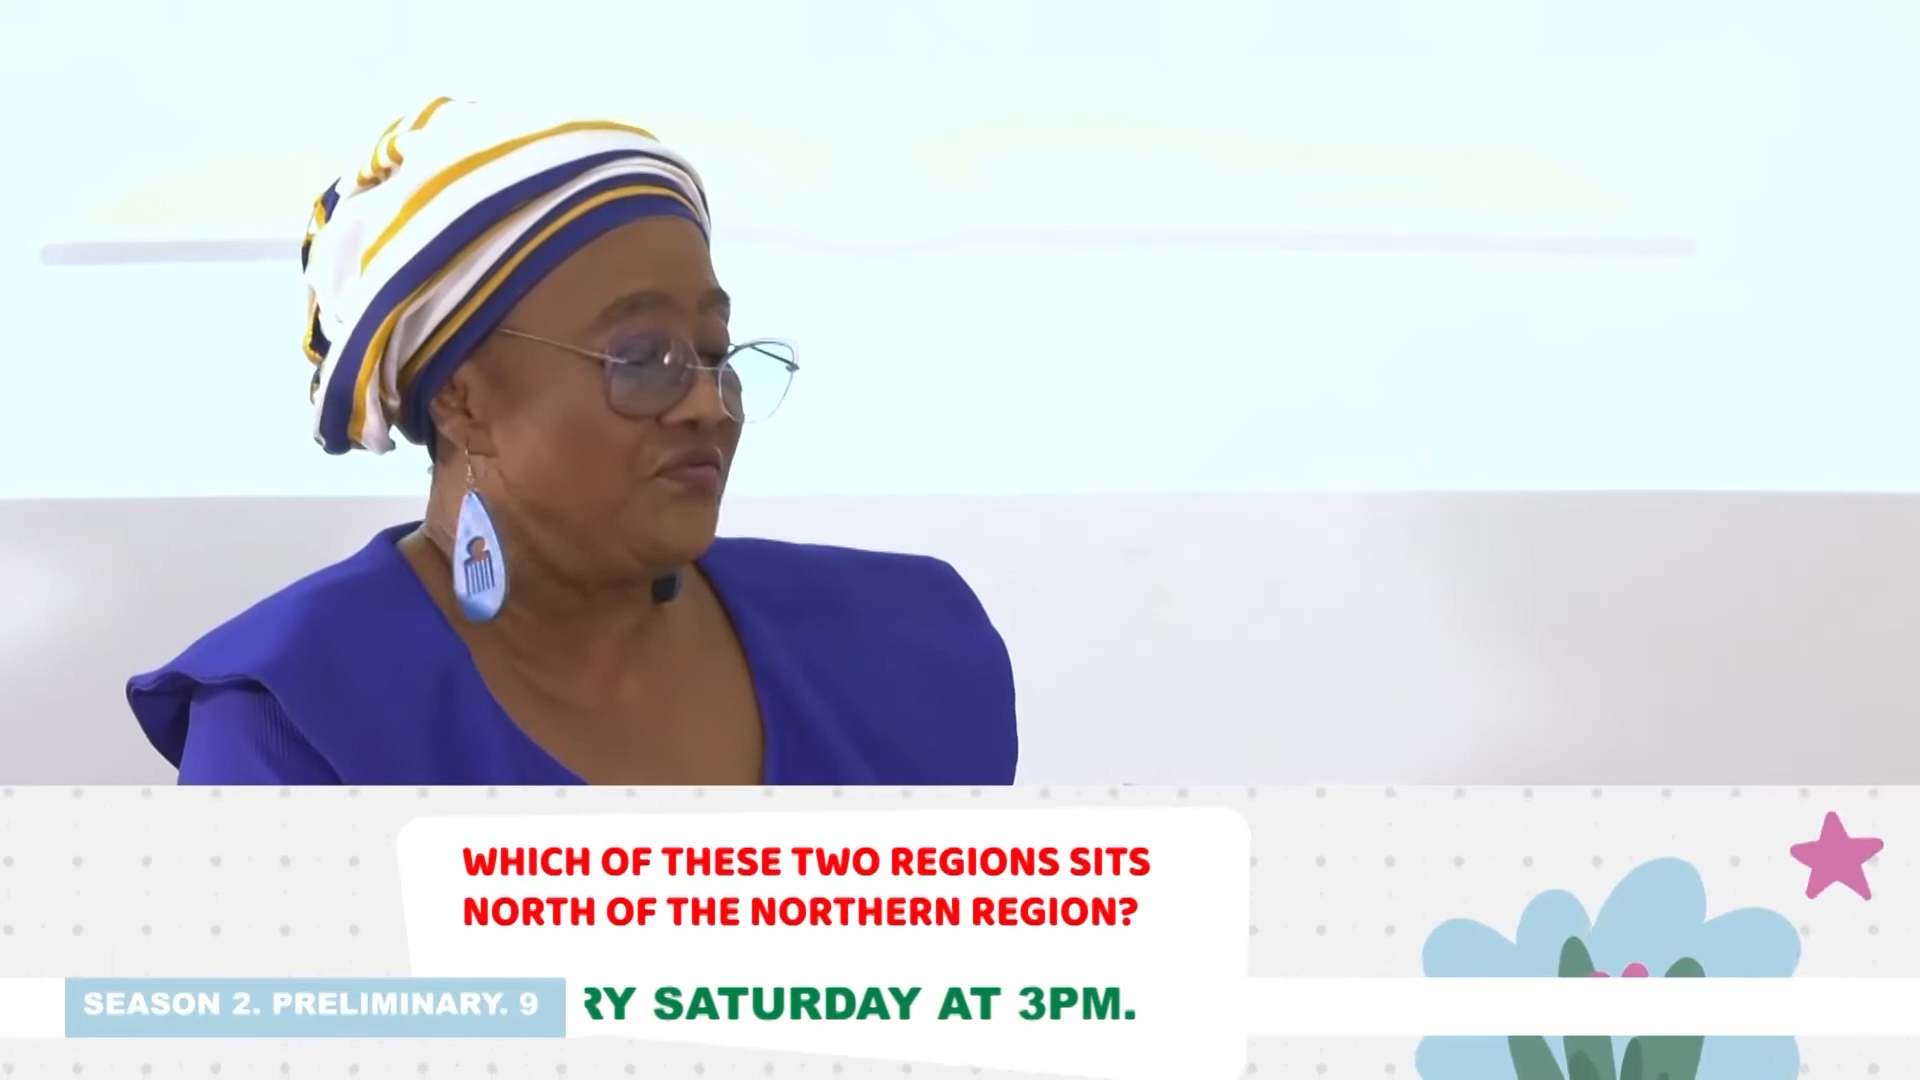 WHICH OF THESE TWO REGIONS SITS
NORTH OF THE NORTHERN REGION?
SEASON 2. PRELIMINARY. 9
RY SATURDAY AT 3PM.